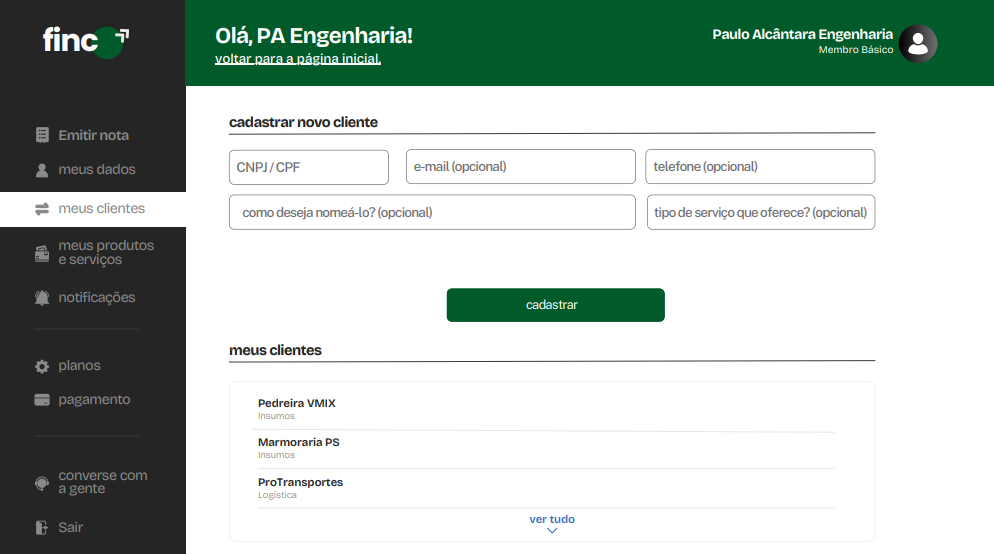 finc
Emitir nota
meus dados
meus clientes
meus produtos
e serviços
notificações
planos
pagamento
converse com
a gente
Sair
Olá, PA Engenharia!
voltar para a página inicial.
Paulo Alcântara Engenharia
Membro Básico
cadastrar novo cliente
CNPJ / CPF
e-mail (opcional)
telefone (opcional)
como deseja nomeá-lo? (opcional)
tipo de serviço que oferece? (opcional)
cadastrar
meus clientes
Pedreira VMIX
Insumos
Marmoraria PS
Insumos
ProTransportes
Logística
ver tudo